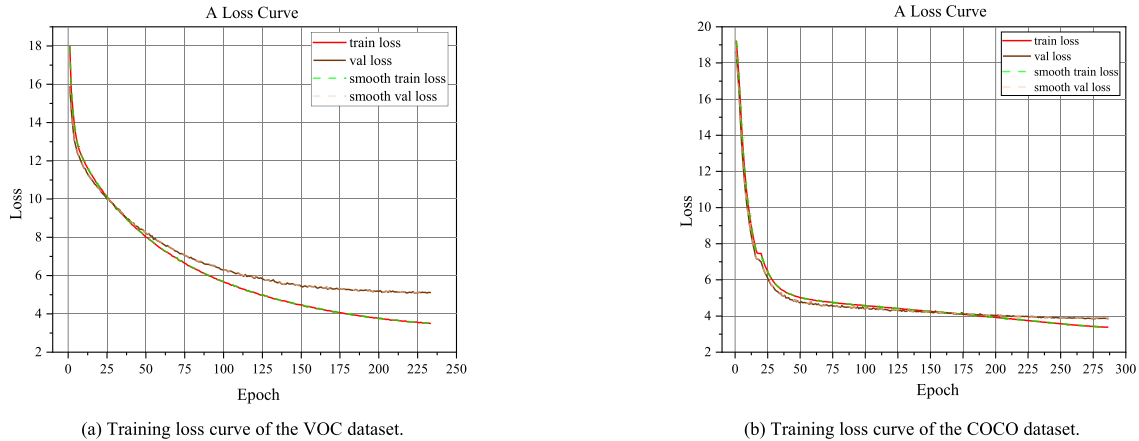 A Loss Curve
18
16
14
12
10
8
6
4
2
Loss
train loss
val loss
smooth train loss
smooth val loss
0 25 50 75 100 125 150 175 200 225 250
Epoch
(a) Training loss curve of the VOC dataset.
A Loss Curve
20
18
16
14
12
10
8
6
4
2
Loss
train loss
val loss
smooth train loss
smooth val loss
0 25 50 75 100 125 150 175 200 225 250 275 300
Epoch
(b) Training loss curve of the COCO dataset.